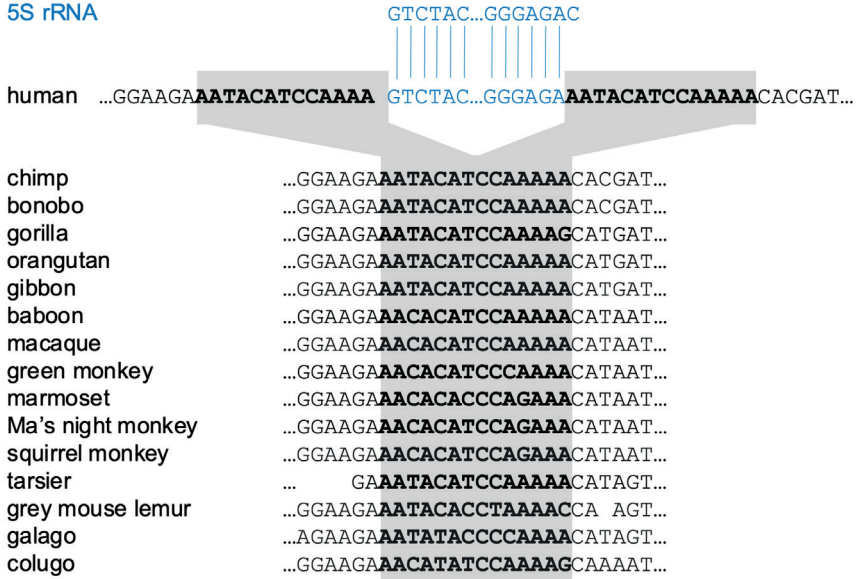 5S rRNA GTCTAC...GGGAGAC
human ...GGAAGAAATACATCCAAAA GTCTAC...GGGAGAAATACATCCAAAAACACGAT...
chimp ...GGAAGAAATACATCCAAAAACACGAT...
bonobo ...GGAAGAAATACATCCAAAAACACGAT...
gorilla ...GGAAGAAATACATCCAAAAGCATGAT...
orangutan ...GGAAGAAATACATCCAAAAACATGAT...
gibbon ...GGAAGAAATACATCCAAAAACATGAT...
baboon ...GGAAGAAACACATCCAAAAACATAAT...
macaque ...GGAAGAAACACATCCAAAAACATAAT...
green monkey ...GGAAGAAACACATCCCAAAACATAAT...
marmoset ...GGAAGAAACACACCCAGAAACATAAT...
Ma's night monkey ...GGAAGAAACACATCCAGAAACATAAT...
squirrel monkey ...GGAAGAAACACATCCAGAAACATAAT...
tarsier ... GAAATACATCCAAAAACATAGT...
grey mouse lemur ...GGAAGAAATACACCTAAAACCA AGT...
galago ...AGAAGAAATATACCCCAAAACATAGT...
colugo ...GGAAGAAACATATCCAAAAGCAAAAT...